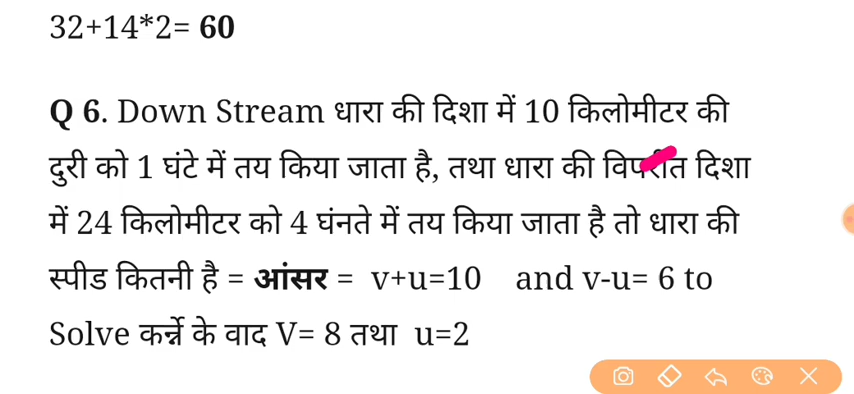 32+14*2= 60
Q 6. Down Stream धारा की दिशा में 10 किलोमीटर की
दुरी को 1 घंटे में तय किया जाता है, तथा धारा की विपरीत दिशा
में 24 किलोमीटर को 4 घंनते में तय किया जाता है तो धारा की
स्पीड कितनी है = आंसर = v+u=10 and v-u= 6 to
Solve कर्न्ने के वाद V= 8 तथा u=2